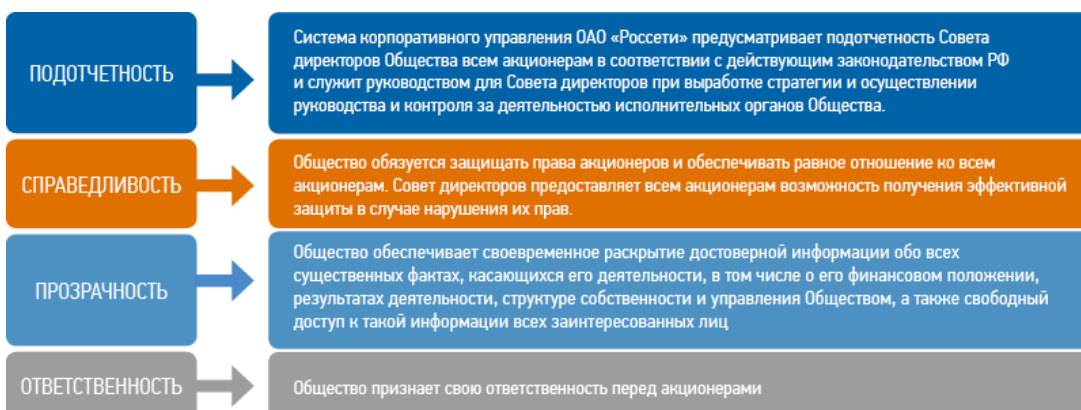 ПОДОТЧЕТНОСТЬ
Система корпоративного управления ОАО «Россети» предусматривает подотчетность Совета
директоров Общества всем акционерам в соответствии с действующим законодательством РФ
и служит руководством для Совета директоров при выработке стратегии и осуществлении
руководства и контроля за деятельностью исполнительных органов Общества.
СПРАВЕДЛИВОСТЬ
Общество обязуется защищать права акционеров и обеспечивать равное отношение ко всем
акционерам. Совет директоров предоставляет всем акционерам возможность получения эффективной
защиты в случае нарушения их прав.
ПРОЗРАЧНОСТЬ
Общество обеспечивает своевременное раскрытие достоверной информации обо всех
существенных фактах, касающихся его деятельности, в том числе о его финансовом положении,
результатах деятельности, структуре собственности и управления Обществом, а также свободный
доступ к такой информации всех заинтересованных лиц
ОТВЕТСТВЕННОСТЬ
Общество признает свою ответственность перед акционерами